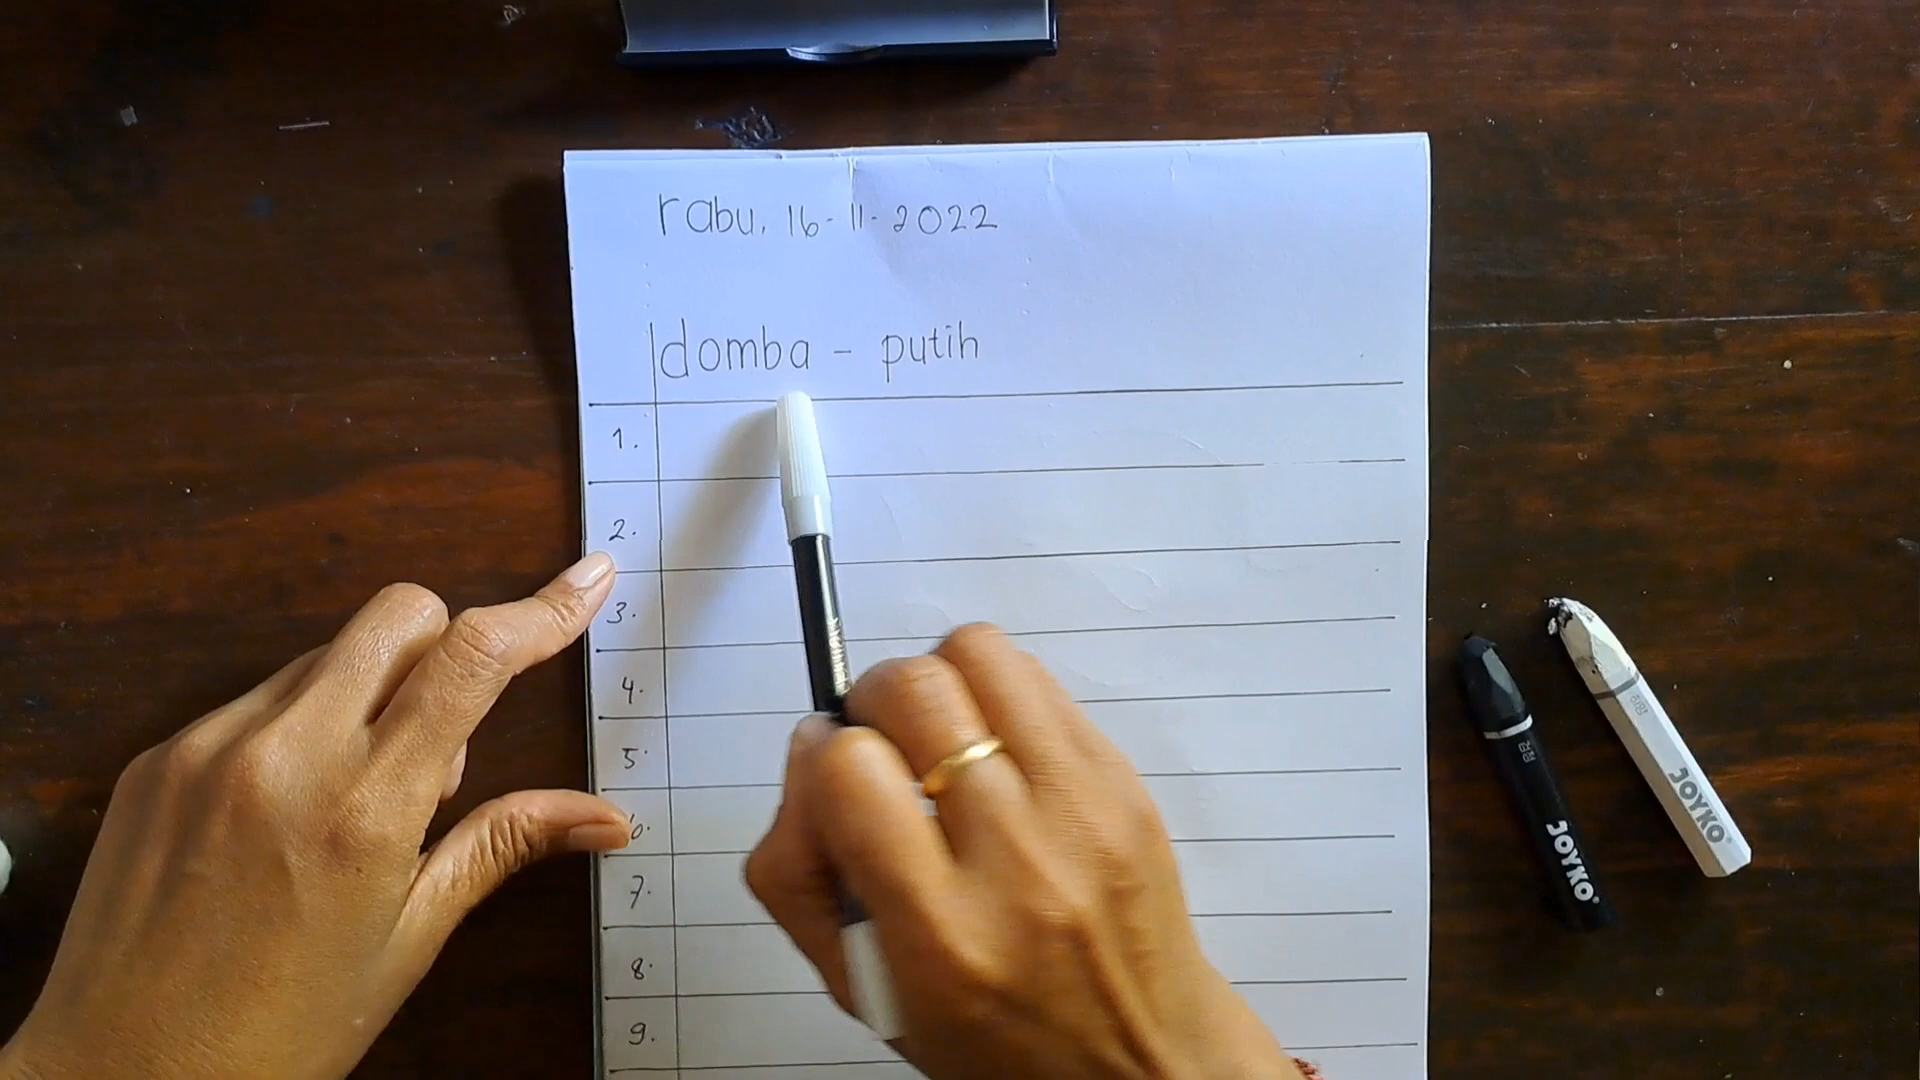 rabu, 16-11-2022
domba - putih
1.
2.
3.
4.
5.
6.
7.
8.
9.
JOYKO
JOYKO